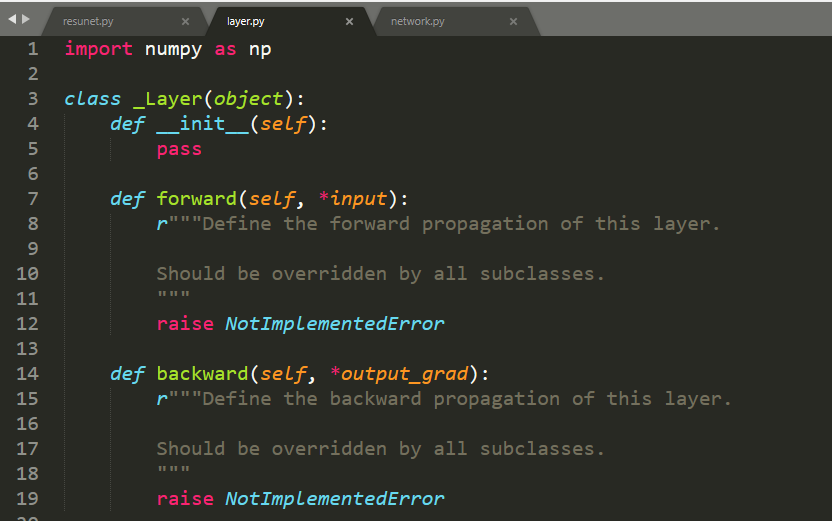 resunet.py × layer.py × network.py ×
1 import numpy as np
2
3 class _Layer(object):
4     def __init__(self):
5         pass
6
7     def forward(self, *input):
8         r"""Define the forward propagation of this layer.
9
10         Should be overridden by all subclasses.
11         """
12         raise NotImplementedError
13
14     def backward(self, *output_grad):
15         r"""Define the backward propagation of this layer.
16
17         Should be overridden by all subclasses.
18         """
19         raise NotImplementedError
20